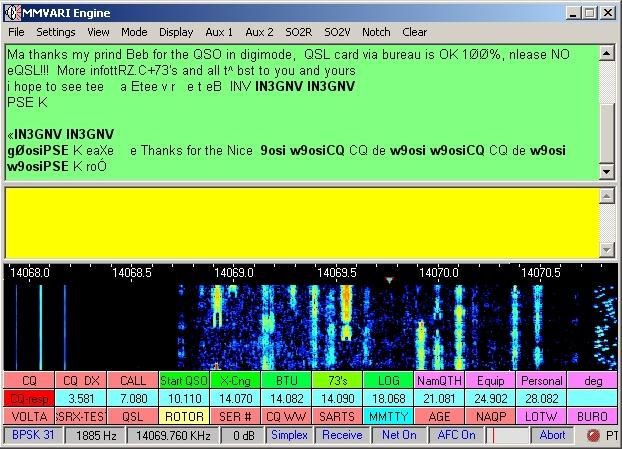 MMVARI Engine
File Settings View Macros Display Aux 1 Aux 2 SO2R SO2V Notch Clear
Ma thanks my prind Beb for the QSO in digimode, QSL card via bureau is OK 1ØØ%, nlease NO
eQSL!!! More infottRZ.C+73's and all t^ bst to you and yours
i hope to see tee a Etee v r e t eB INV IN3GNV IN3GNV
PSE K
«IN3GNV IN3GNV
gØosiPSE K eaXe e Thanks for the Nice 9osi w9osiCQ CQ de w9osi w9osiCQ CQ de w9osi
w9osiPSE K roÓ
14068.0 14068.5 14069.0 14069.5 14070.0 14070.5
CQ CQ DX CALL Start QSO X-Cng BTU 73's LOG NamQTH Equip Personal deg
CQ-resp 3.581 7.080 10.110 14.070 14.082 14.090 18.068 21.081 24.902 28.082
VOLTA SRX-TEST QSL ROTOR SER # CQ WW SARTS MMTTY AGE NAQP LOTW BURO
BPSK 31 1885 Hz 14069.760 KHz 0 dB Simplex Receive Net On AFC On Abort PT